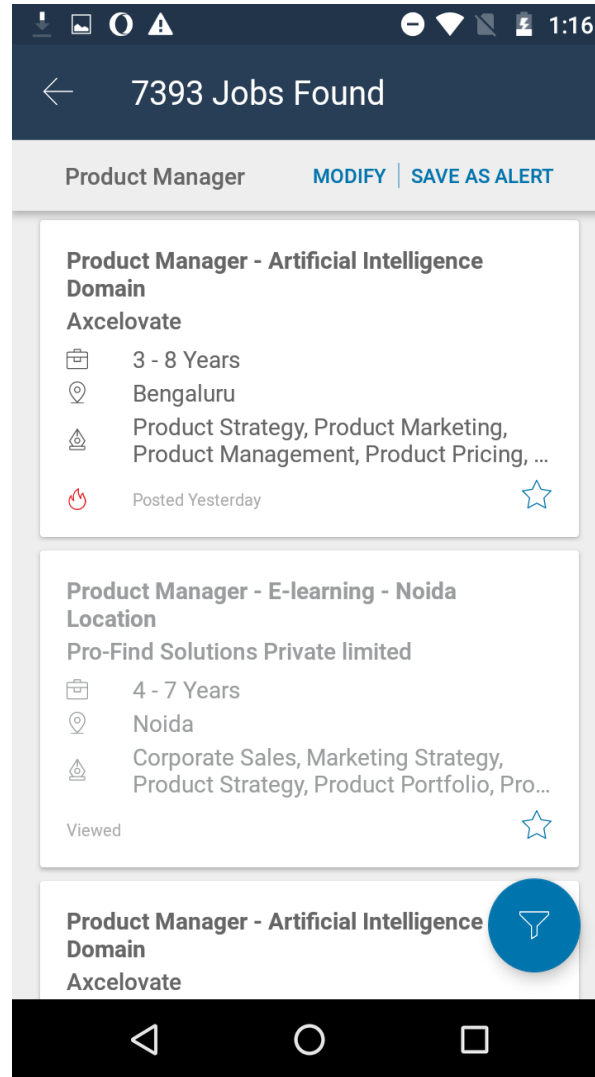 1:16
7393 Jobs Found
Product Manager MODIFY SAVE AS ALERT
Product Manager - Artificial Intelligence
Domain
Axcelovate
3 - 8 Years
Bengaluru
Product Strategy, Product Marketing,
Product Management, Product Pricing, ...
Posted Yesterday
Product Manager - E-learning - Noida
Location
Pro-Find Solutions Private limited
4 - 7 Years
Noida
Corporate Sales, Marketing Strategy,
Product Strategy, Product Portfolio, Pro...
Viewed
Product Manager - Artificial Intelligence
Domain
Axcelovate